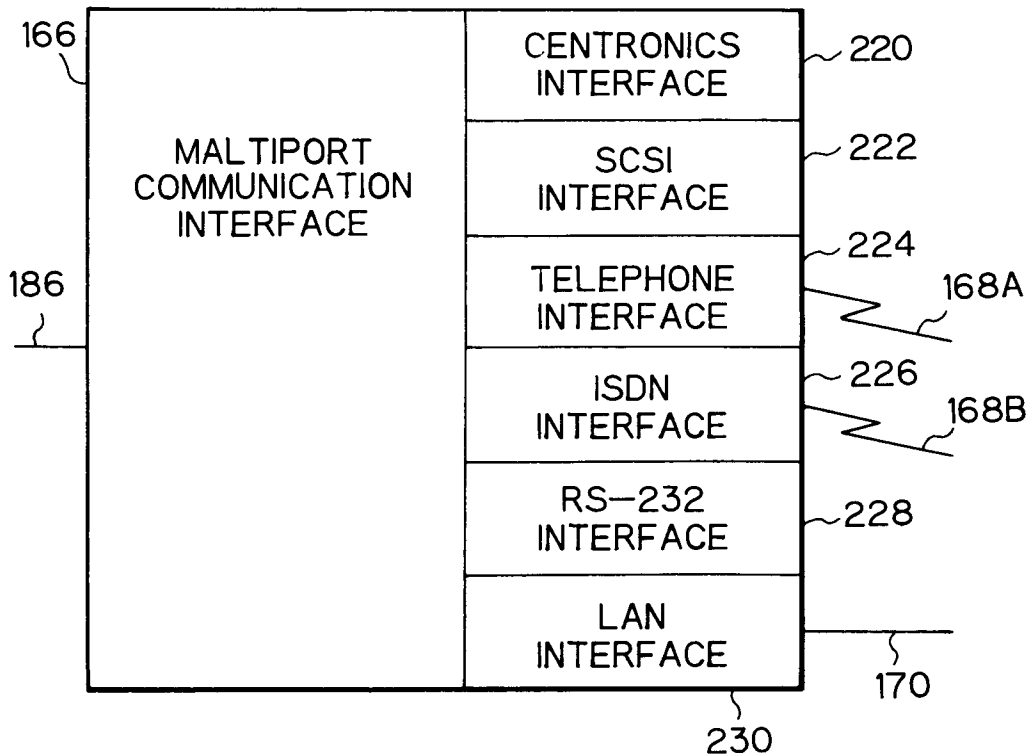 166
MALTIPORT
COMMUNICATION
INTERFACE
186
CENTRONICS
INTERFACE
220
SCSI
INTERFACE
222
TELEPHONE
INTERFACE
224
168A
ISDN
INTERFACE
226
168B
RS-232
INTERFACE
228
LAN
INTERFACE
170
230